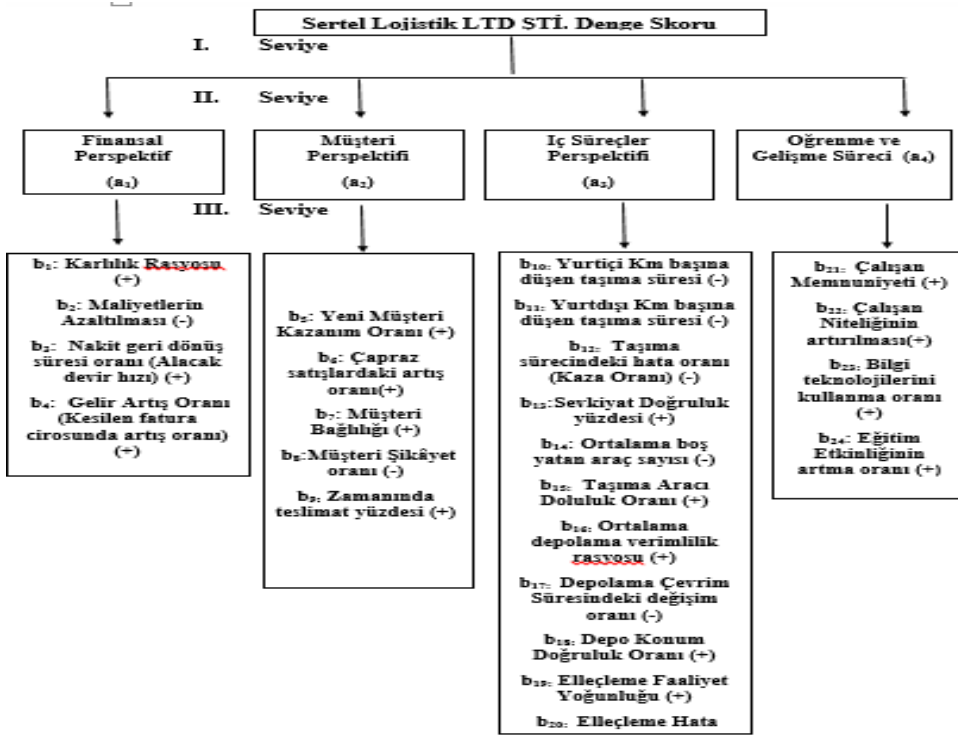 Sertel Lojistik LTD ŞTİ. Denge Skoru
I. Seviye
II. Seviye
Finansal
Perspektif
(a₁)
Müşteri
Perspektifi
(a₂)
Iç Süreçler
Perspektifi
(a₃)
Oğrenme ve
Gelişme Süreci (a₄)
III. Seviye
b₁: Karlılık Rasyosu
(+)
b₂: Maliyetlerin
Azaltılması (-)
b₃: Nakit geri dönüş
süresi oranı (Alacak
devir hızı) (+)
b₄: Gelir Artış Oranı
(Kesilen fatura
cirosunda artış oranı)
(+)
b₅: Yeni Müşteri
Kazanım Oranı (+)
b₆: Çapraz
satışlardaki artış
oranı(+)
b₇: Müşteri
Bağlılığı (+)
b₈:Müşteri Şikâyet
oranı (-)
b₉: Zamanında
teslimat yüzdesi (+)
b₁₀: Yurtiçi Km başına
düşen taşıma süresi (-)
b₁₁: Yurtdışı Km başına
düşen taşıma süresi (-)
b₁₂: Taşıma
sürecindeki hata oranı
(Kaza Oranı) (-)
b₁₃:Sevkiyat Doğruluk
yüzdesi (+)
b₁₄: Ortalama boş
yatan araç sayısı (-)
b₁₅: Taşıma Aracı
Doluluk Oranı (+)
b₁₆: Ortalama
depolama verimlilik
rasyosu (+)
b₁₇: Depolama Çevrim
Süresindeki değişim
oranı (-)
b₁₈: Depo Konum
Doğruluk Oranı (+)
b₁₉: Elleçleme Faaliyet
Yoğunluğu (+)
b₂₀: Elleçleme Hata
b₂₁: Çalışan
Memnuniyeti (+)
b₂₂: Çalışan
Niteliğinin
artırılması(+)
b₂₃: Bilgi
teknolojilerini
kullanma oranı
(+)
b₂₄: Eğitim
Etkinliğinin
artma oranı (+)